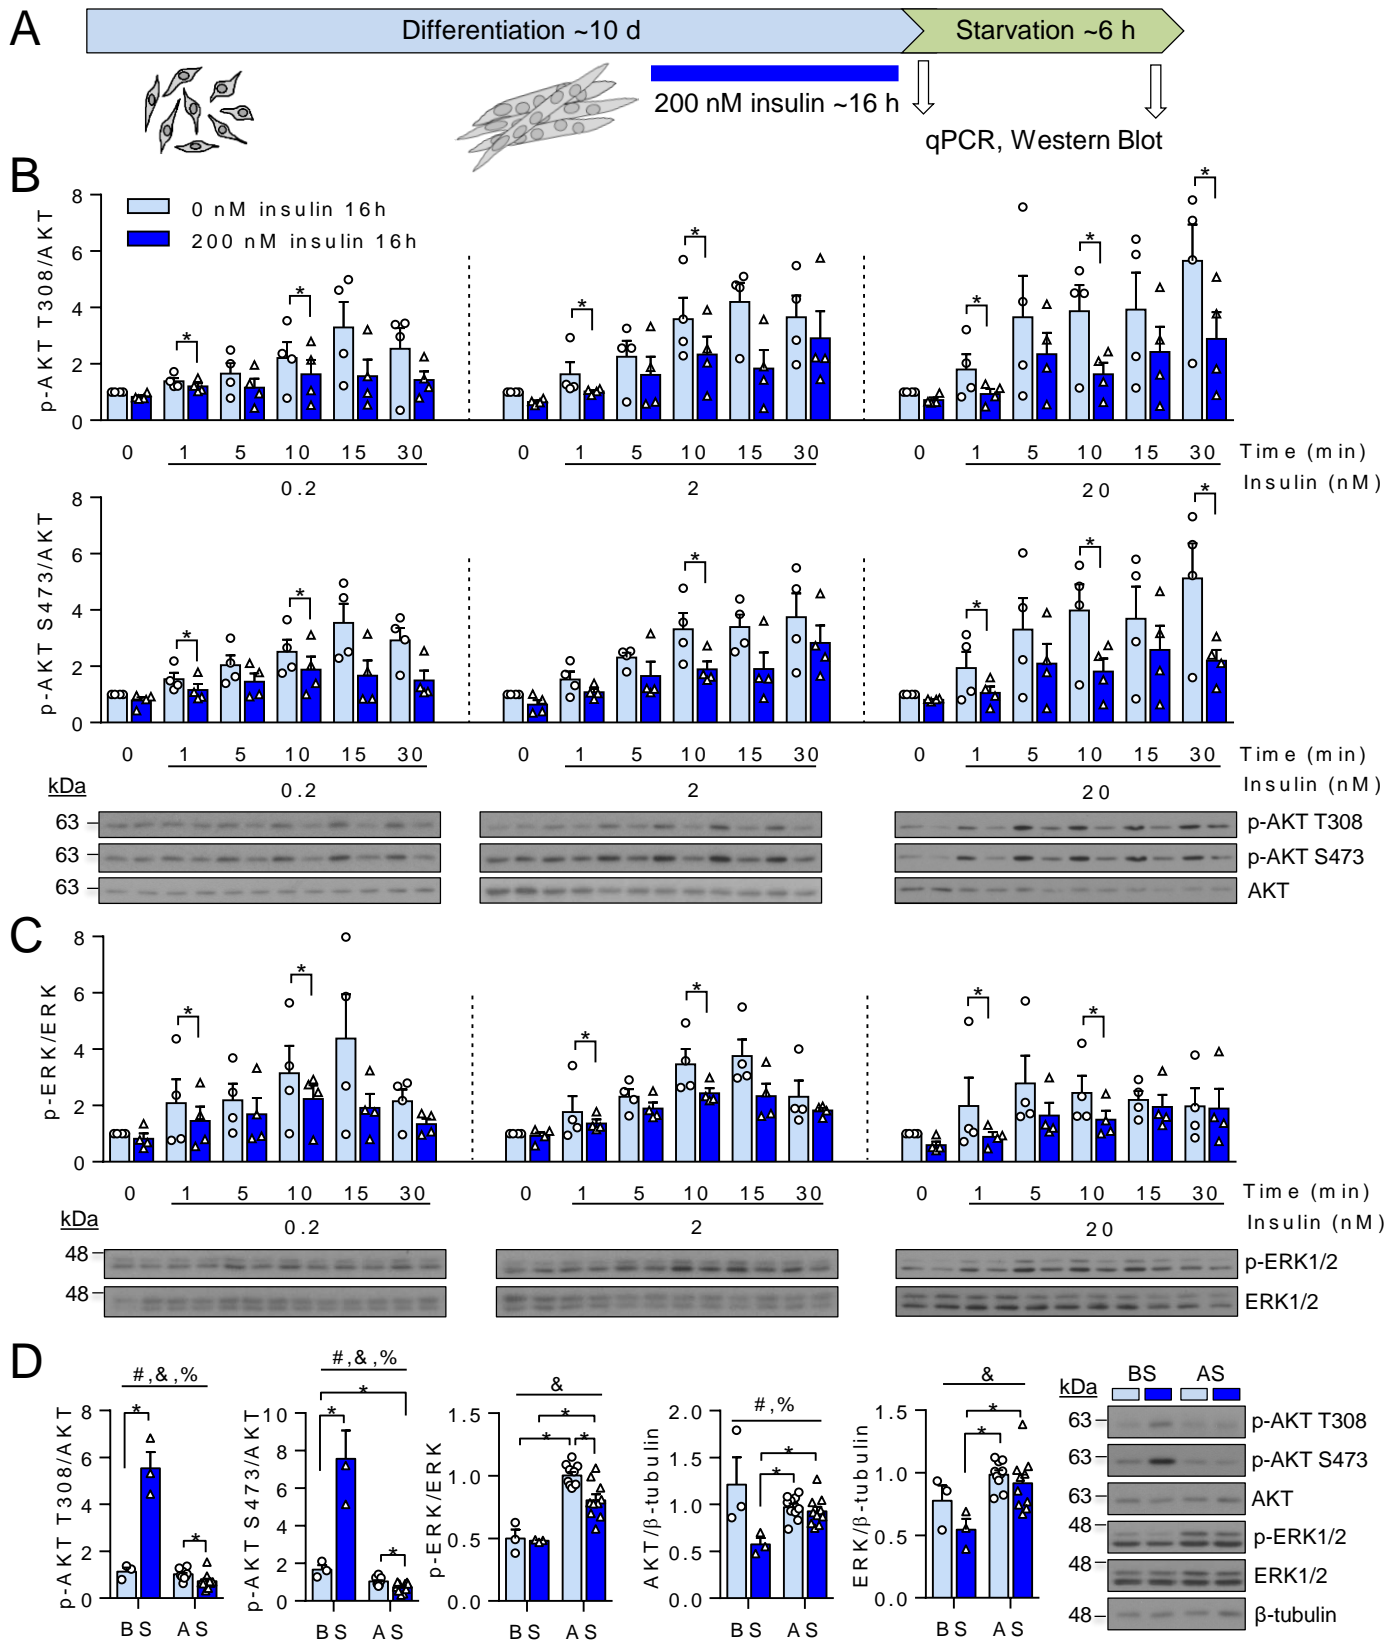 A
Differentiation ~10 d
Starvation ~6 h
200 nM insulin ~16 h
qPCR, Western Blot
B
p-AKT T308/AKT
8
6
4
2
0
0 nM insulin 16h
200 nM insulin 16h
* * * * * * *
0 1 5 10 15 30 0 1 5 10 15 30 0 1 5 10 15 30 Time (min)
0.2 2 20 Insulin (nM)
p-AKT S473/AKT
8
6
4
2
0
* * * * * *
0 1 5 10 15 30 0 1 5 10 15 30 0 1 5 10 15 30 Time (min)
0.2 2 20 Insulin (nM)
kDa
63 p-AKT T308
63 p-AKT S473
63 AKT
C
p-ERK/ERK
8
6
4
2
0
* * * * * *
0 1 5 10 15 30 0 1 5 10 15 30 0 1 5 10 15 30 Time (min)
0.2 2 20 Insulin (nM)
kDa
48 p-ERK1/2
48 ERK1/2
D
p-AKT T308/AKT
8
6
4
2
0
#,&,%
* *
BS AS
p-AKT S473/AKT
10
8
6
4
2
0
#,&,%
* * *
BS AS
p-ERK/ERK
1.5
1.0
0.5
0.0
&
* * *
BS AS
AKT/β-tubulin
2.0
1.5
1.0
0.5
0.0
#,%
* *
BS AS
ERK/β-tubulin
1.5
1.0
0.5
0.0
&
* *
BS AS
BS AS
kDa
63 p-AKT T308
63 p-AKT S473
63 AKT
48 p-ERK1/2
48 ERK1/2
48 β-tubulin